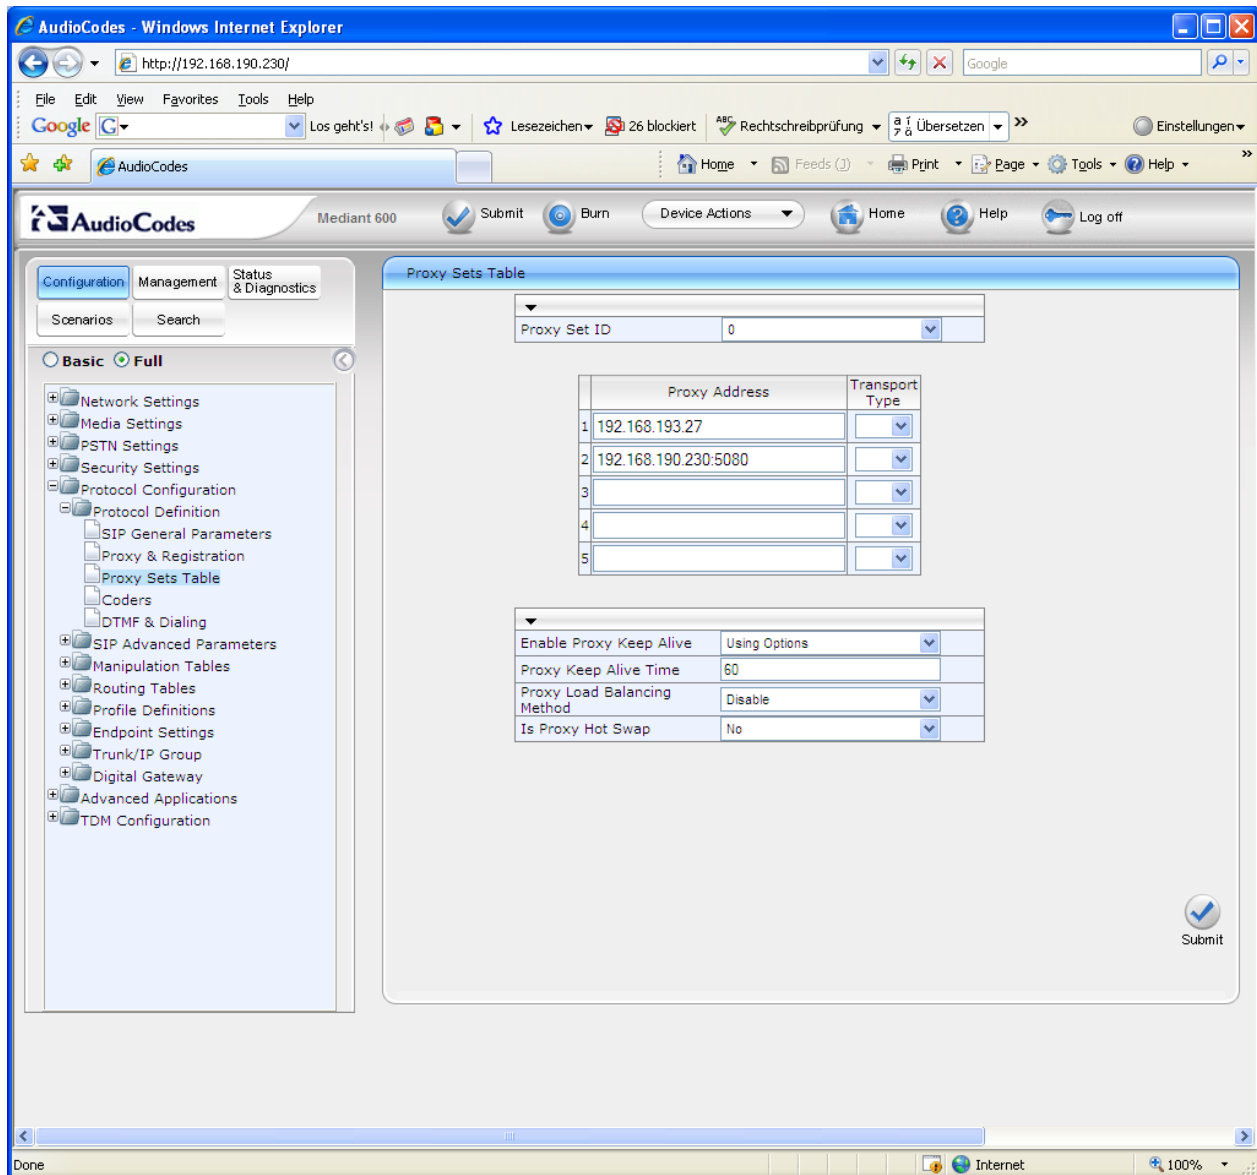 AudioCodes - Windows Internet Explorer
http://192.168.190.230/
Google
File Edit View Favorites Tools Help
Google G Los geht's! Lesezeichen 26 blockiert Rechtschreibprüfung Übersetzen » Einstellungen
AudioCodes Home Feeds (J) Print Page Tools Help »
AudioCodes Mediant 600 Submit Burn Device Actions Home Help Log off
Configuration Management Status & Diagnostics
Scenarios Search
Basic Full
Network Settings
Media Settings
PSTN Settings
Security Settings
Protocol Configuration
Protocol Definition
SIP General Parameters
Proxy & Registration
Proxy Sets Table
Coders
DTMF & Dialing
SIP Advanced Parameters
Manipulation Tables
Routing Tables
Profile Definitions
Endpoint Settings
Trunk/IP Group
Digital Gateway
Advanced Applications
TDM Configuration
Proxy Sets Table
Proxy Set ID 0
Proxy Address Transport Type
1 192.168.193.27
2 192.168.190.230:5080
3
4
5
Enable Proxy Keep Alive Using Options
Proxy Keep Alive Time 60
Proxy Load Balancing Method Disable
Is Proxy Hot Swap No
Submit
Done Internet 100%